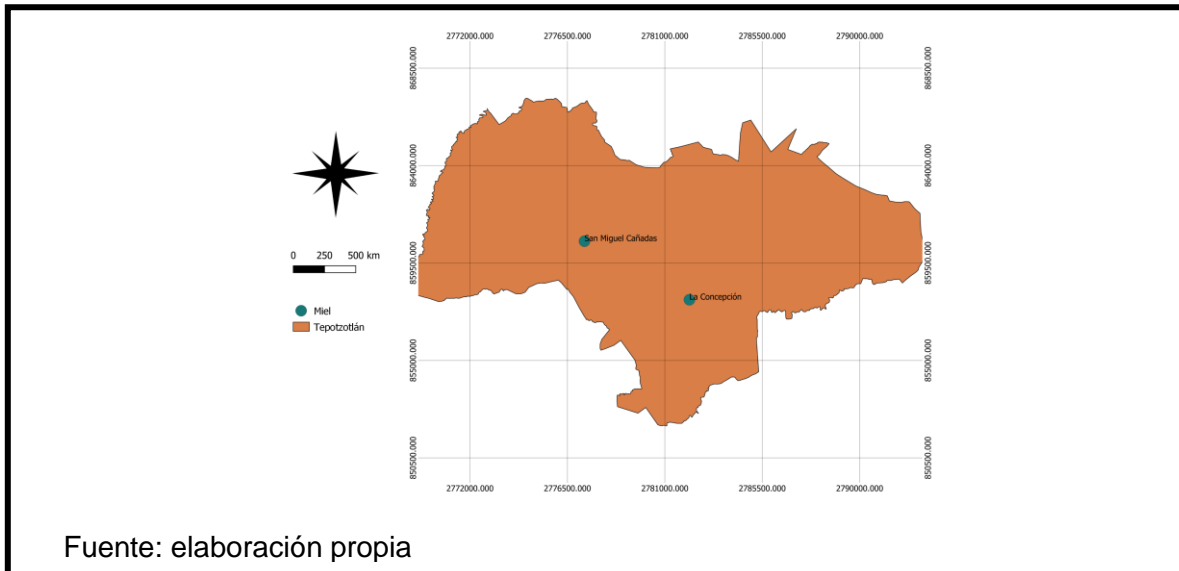 2772000.000 2776500.000 2781000.000 2785500.000 2790000.000
868500.000 868500.000
864000.000 864000.000
San Miguel Cañadas
0 250 500 km
859500.000 859500.000
La Concepción
Miel
Tepotzotlán
855000.000 855000.000
850500.000 850500.000
2772000.000 2776500.000 2781000.000 2785500.000 2790000.000
Fuente: elaboración propia